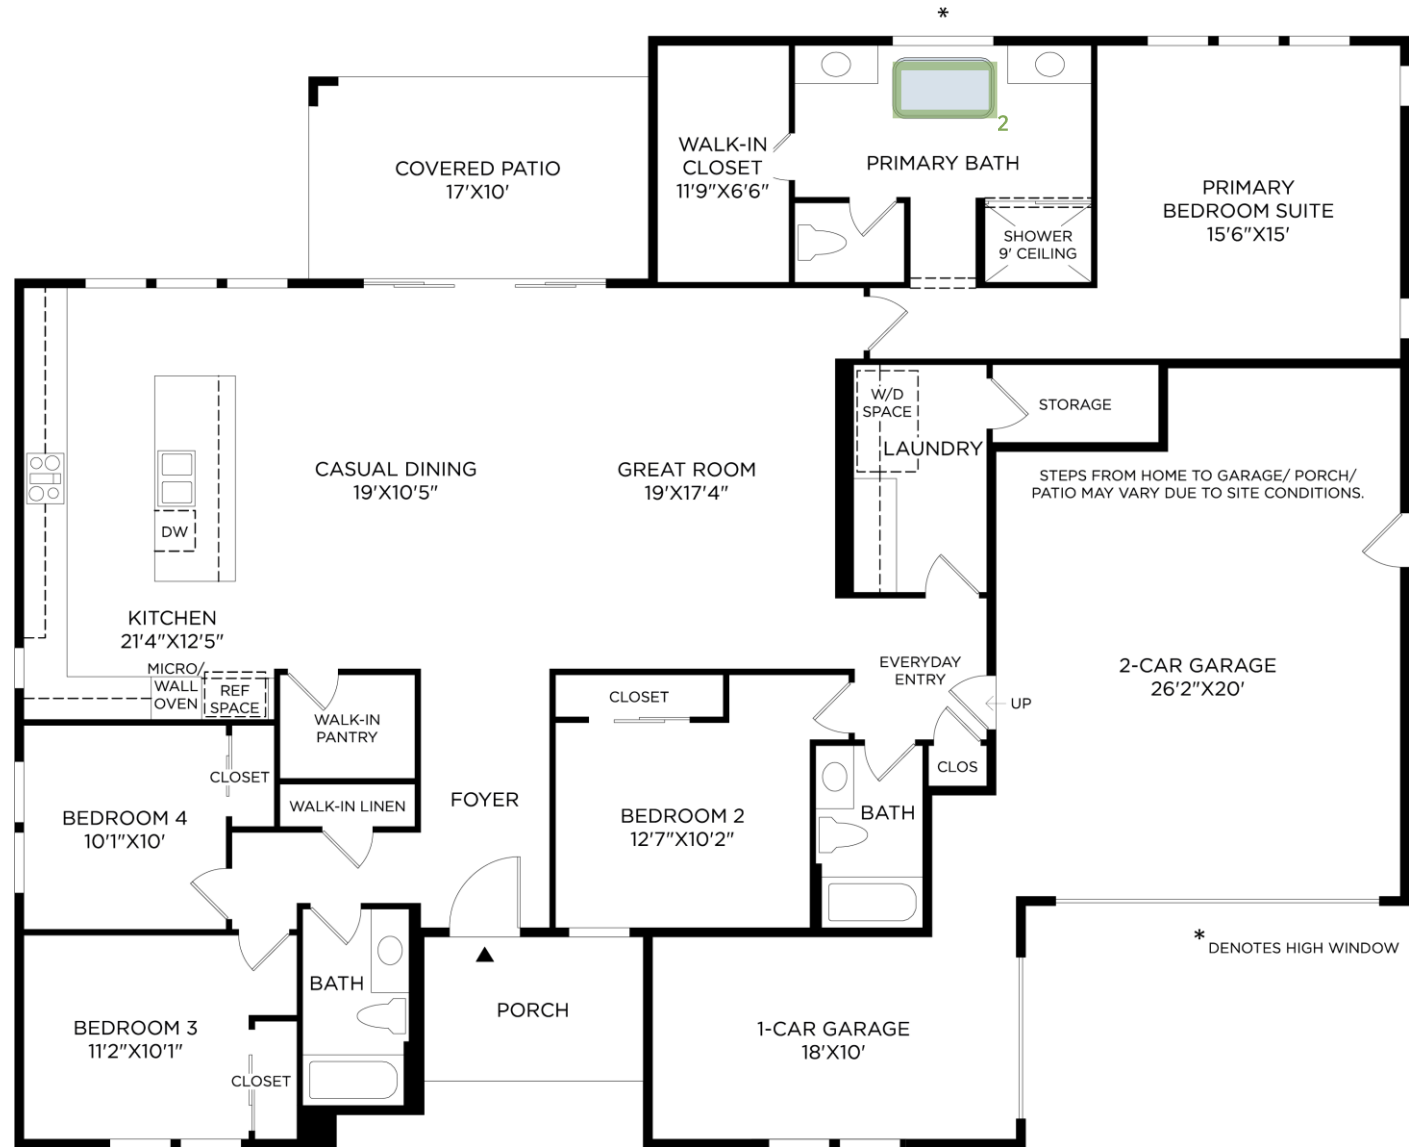 *
2
WALK-IN
CLOSET
11'9"X6'6"
PRIMARY BATH
COVERED PATIO
17'X10'
PRIMARY
BEDROOM SUITE
15'6"X15'
SHOWER
9' CEILING
W/D
SPACE
STORAGE
LAUNDRY
CASUAL DINING
19'X10'5"
GREAT ROOM
19'X17'4"
STEPS FROM HOME TO GARAGE/ PORCH/
PATIO MAY VARY DUE TO SITE CONDITIONS.
DW
KITCHEN
21'4"X12'5"
MICRO/
WALL
OVEN
REF
SPACE
EVERYDAY
ENTRY
2-CAR GARAGE
26'2"X20'
CLOSET
UP
WALK-IN
PANTRY
CLOSET
CLOS
WALK-IN LINEN
FOYER
BEDROOM 4
10'1"X10'
BEDROOM 2
12'7"X10'2"
BATH
* DENOTES HIGH WINDOW
BATH
PORCH
BEDROOM 3
11'2"X10'1"
1-CAR GARAGE
18'X10'
CLOSET